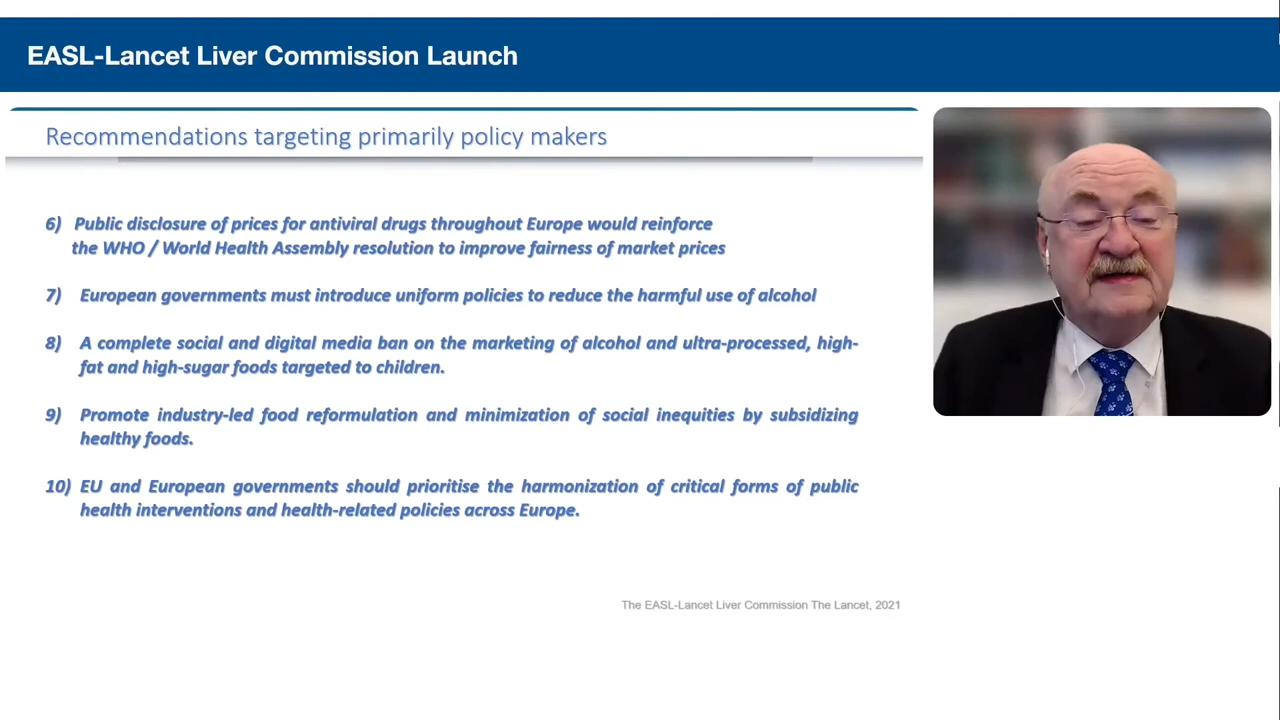 EASL-Lancet Liver Commission Launch
Recommendations targeting primarily policy makers
6) Public disclosure of prices for antiviral drugs throughout Europe would reinforce
the WHO / World Health Assembly resolution to improve fairness of market prices
7) European governments must introduce uniform policies to reduce the harmful use of alcohol
8) A complete social and digital media ban on the marketing of alcohol and ultra-processed, high-
fat and high-sugar foods targeted to children.
9) Promote industry-led food reformulation and minimization of social inequities by subsidizing
healthy foods.
10) EU and European governments should prioritise the harmonization of critical forms of public
health interventions and health-related policies across Europe.
The EASL-Lancet Liver Commission The Lancet, 2021